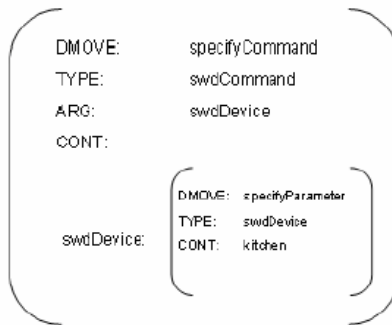 DMOVE: specifyCommand
TYPE: swdCommand
ARG: swdDevice
CONT:
swdDevice:
DMOVE: specifyParameter
TYPE: swdDevice
CONT: kitchen